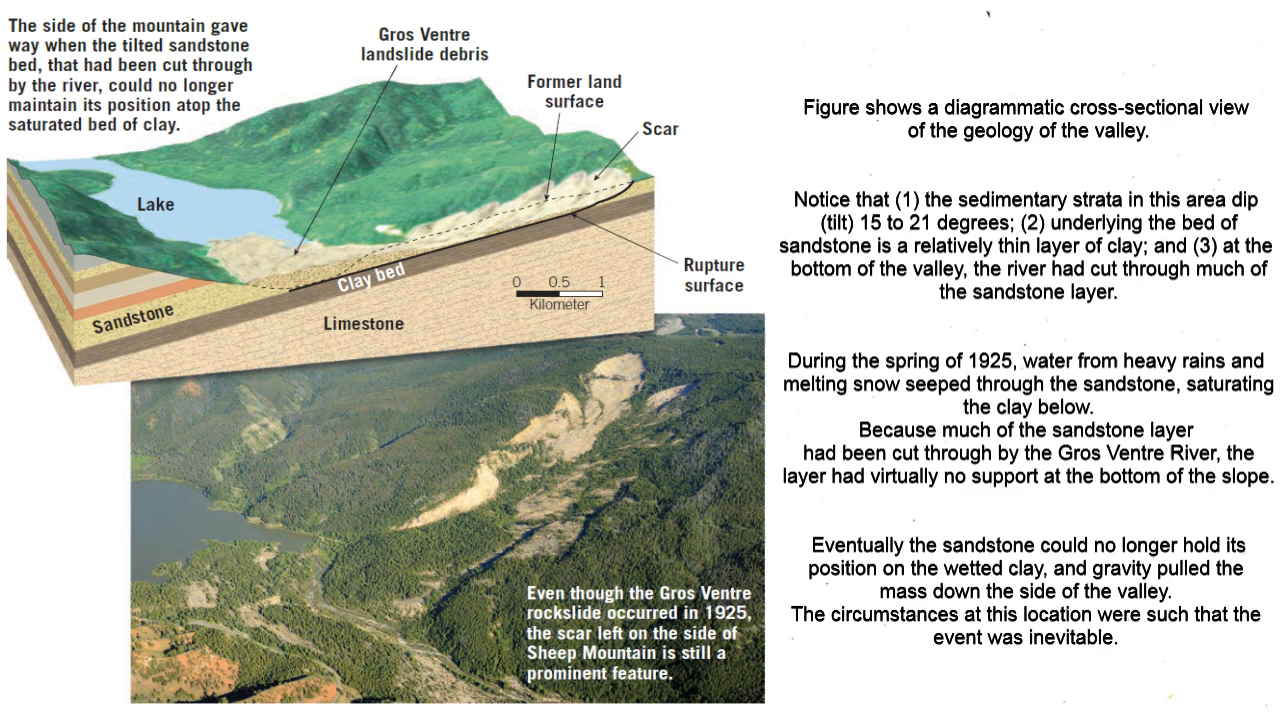 The side of the mountain gave
way when the tilted sandstone
bed, that had been cut through
by the river, could no longer
maintain its position atop the
saturated bed of clay.
Gros Ventre
landslide debris
Former land
surface
Scar
Lake
Rupture
surface
Clay bed
0 0.5 1
Kilometer
Sandstone
Limestone
Even though the Gros Ventre
rockslide occurred in 1925,
the scar left on the side of
Sheep Mountain is still a
prominent feature.
Figure shows a diagrammatic cross-sectional view
of the geology of the valley.
Notice that (1) the sedimentary strata in this area dip
(tilt) 15 to 21 degrees; (2) underlying the bed of
sandstone is a relatively thin layer of clay; and (3) at the
bottom of the valley, the river had cut through much of
the sandstone layer.
During the spring of 1925, water from heavy rains and
melting snow seeped through the sandstone, saturating
the clay below.
Because much of the sandstone layer
had been cut through by the Gros Ventre River, the
layer had virtually no support at the bottom of the slope.
Eventually the sandstone could no longer hold its
position on the wetted clay, and gravity pulled the
mass down the side of the valley.
The circumstances at this location were such that the
event was inevitable.